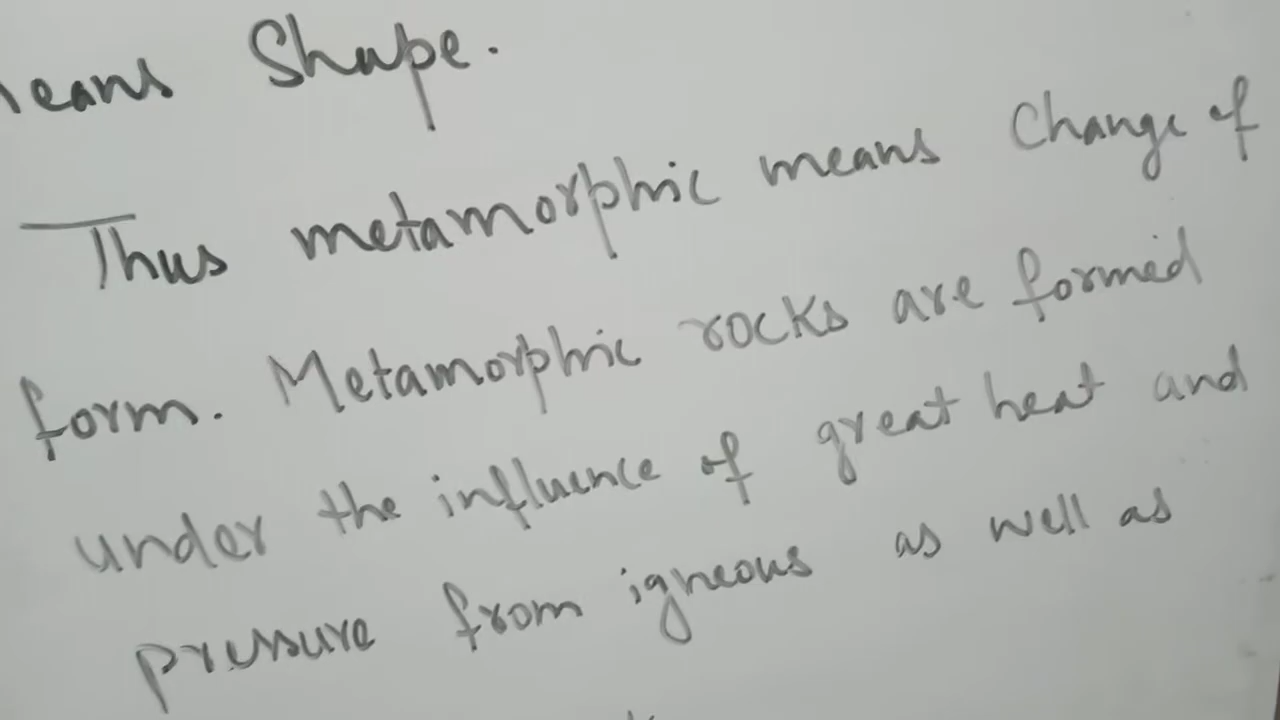 means Shape.
Thus metamorphic means Change of
form. Metamorphic rocks are formed
under the influence of great heat and
pressure from igneous as well as